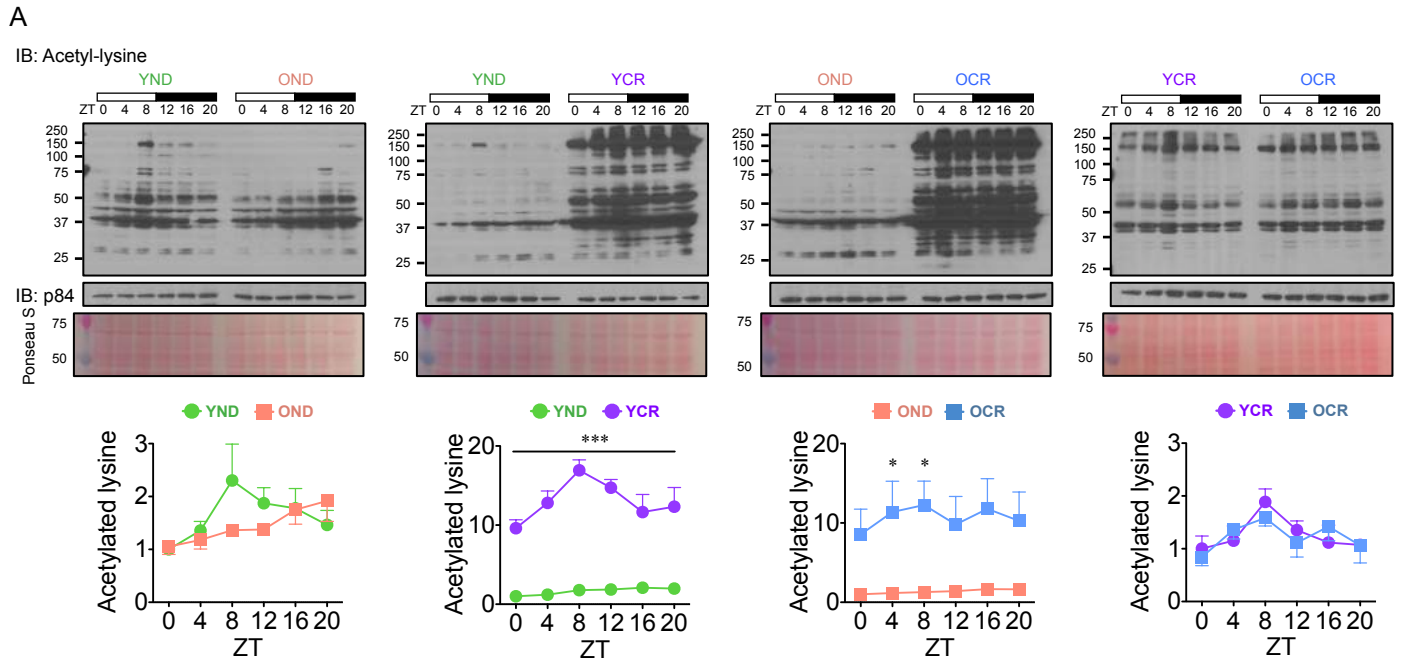 A
IB: Acetyl-lysine
YND OND YND YCR OND OCR YCR OCR
ZT 0 4 8 12 16 20 0 4 8 12 16 20 ZT 0 4 8 12 16 20 0 4 8 12 16 20 ZT 0 4 8 12 16 20 0 4 8 12 16 20 ZT 0 4 8 12 16 20 0 4 8 12 16 20
250 250 250 250
150 150 150 150
100 100 100 100
75 75 75 75
50 50 50 50
37 37 37 37
25 25 25 25
IB: p84
Ponseau S
75 75 75 75
50 50 50 50
YND OND YND YCR OND OCR YCR OCR
Acetylated lysine
3
2
1
0
0 4 8 12 16 20
ZT
Acetylated lysine
20
10
0
***
0 4 8 12 16 20
ZT
Acetylated lysine
20
10
0
* *
0 4 8 12 16 20
ZT
Acetylated lysine
3
2
1
0
0 4 8 12 16 20
ZT